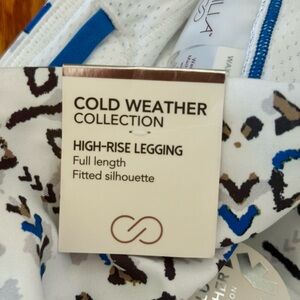 COLD WEATHER
COLLECTION
HIGH-RISE LEGGING
Full length
Fitted silhouette